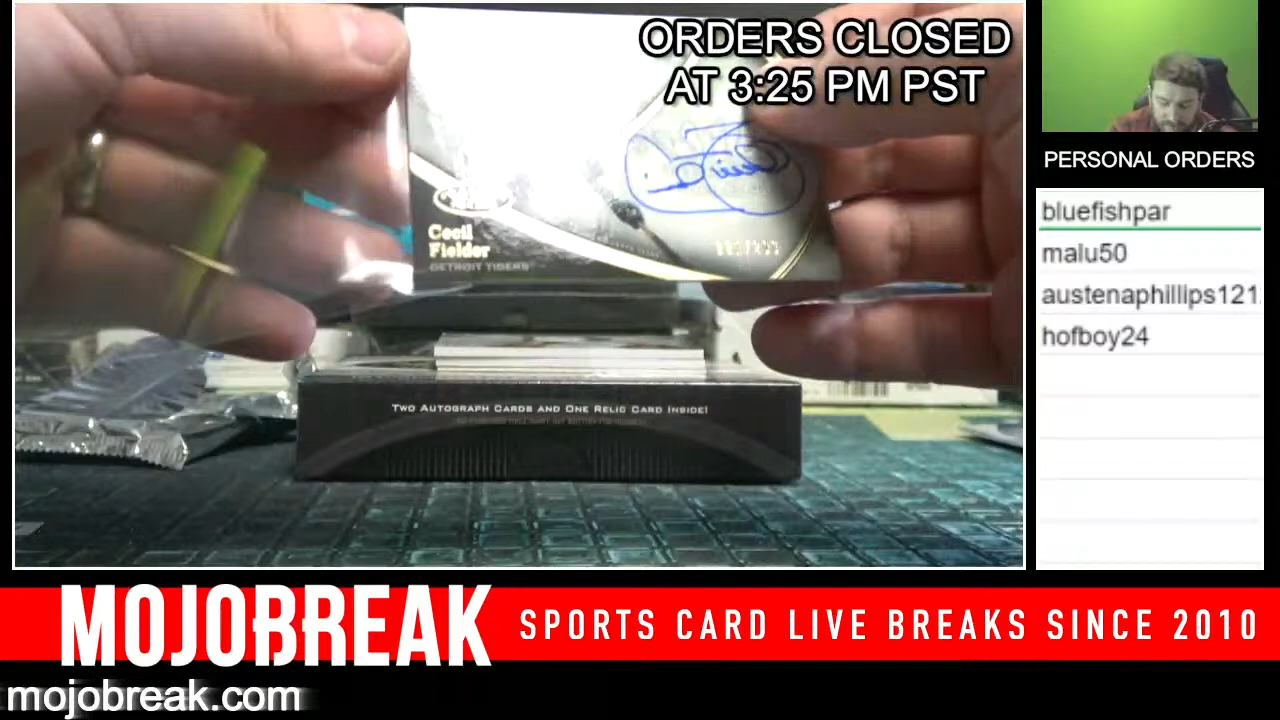 ORDERS CLOSED
AT 3:25 PM PST
PERSONAL ORDERS
bluefishpar
malu50
austenaphillips121
hofboy24
Cecil
Fielder
DETROIT TIGERS
TWO AUTOGRAPH CARDS AND ONE RELIC CARD INSIDE!
MOJOBREAK
SPORTS CARD LIVE BREAKS SINCE 2010
mojobreak.com